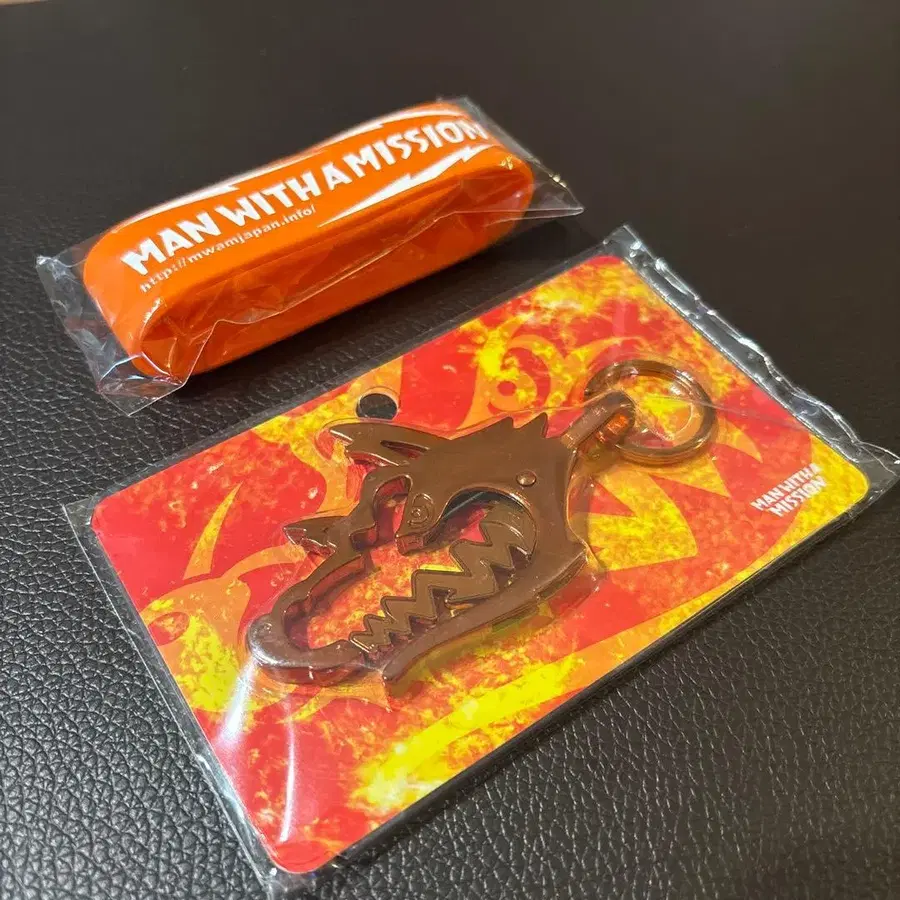 MAN WITH A MISSION
http://mwamjapan.info/
MAN WITH A
MISSION